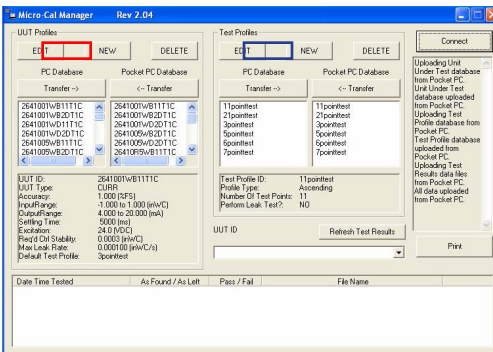 Micro-Cal Manager Rev 2.04
UUT Profiles
EDIT NEW DELETE
PC Database Pocket PC Database
Transfer --> <-- Transfer
2641001WB11T1C 2641001WB11T1C
2641001WB2DT1C 2641001WB2DT1C
2641001WD11T1C 2641003WD2DT1C
2641001WD2DT1C 2641005WD2DT1C
2641005WB2DT1C
2641005WD2DT1C 26410R5WB11T1C
UUT ID: 2641001WB11T1C
UUT Type: CURR
Accuracy: 1.000 (%FS)
InputRange: -1.000 to 1.000 (inWC)
OutputRange: 4.000 to 20.000 (mA)
Settling Time: 5000 (ms)
Excitation: 24.0 (VDC)
Req'd Ctrl Stability: 0.0003 (inWC)
Max Leak Rate: 0.000100 (inWC/s)
Default Test Profile: 3pointtest
Test Profiles
EDIT NEW DELETE
PC Database Pocket PC Database
Transfer --> <-- Transfer
11pointtest 11pointtest
21pointtest 21pointtest
3pointtest 3pointtest
5pointtest 5pointtest
6pointtest 6pointtest
7pointtest 7pointtest
Test Profile ID: 11pointtest
Profile Type: Ascending
Number Of Test Points: 11
Perform Leak Test?: NO
UUT ID Refresh Test Results
Connect
Uploading Unit
Under Test database
from Pocket PC.
Unit Under Test
database uploaded
from Pocket PC.
Uploading Test
Profile database from
Pocket PC.
Test Profile database
uploaded from
Pocket PC.
Uploading Test
Results data files
from Pocket PC.
All data uploaded
from Pocket PC.
Print
Date Time Tested As Found / As Left Pass / Fail File Name